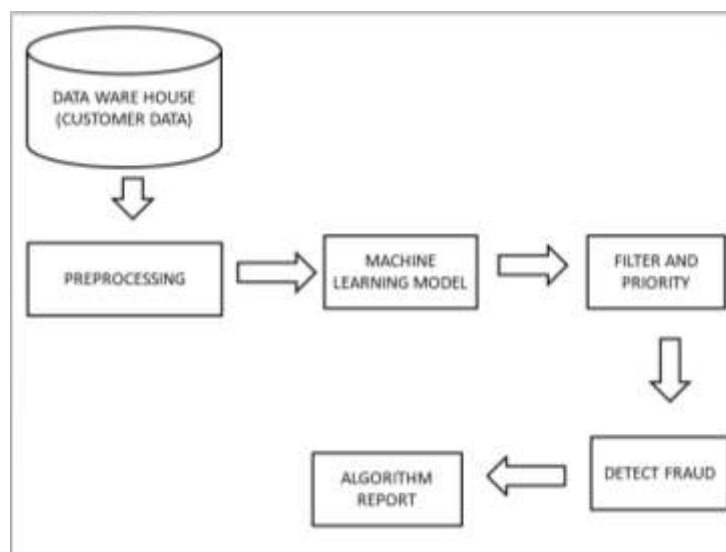 DATA WARE HOUSE
(CUSTOMER DATA)
PREPROCESSING
MACHINE
LEARNING MODEL
FILTER AND
PRIORITY
DETECT FRAUD
ALGORITHM
REPORT